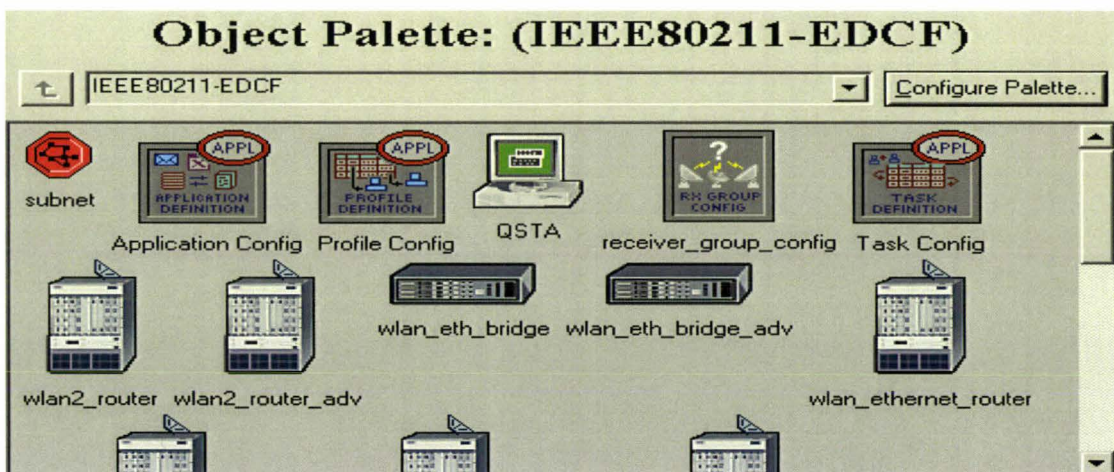 Object Palette: (IEEE80211-EDCF)
IEEE80211-EDCF Configure Palette...
APPL APPL ? APPL
APPLICATION DEFINITION PROFILE DEFINITION RX GROUP CONFIG TASK DEFINITION
subnet Application Config Profile Config QSTA receiver_group_config Task Config
wlan_eth_bridge wlan_eth_bridge_adv
wlan2_router wlan2_router_adv wlan_ethernet_router